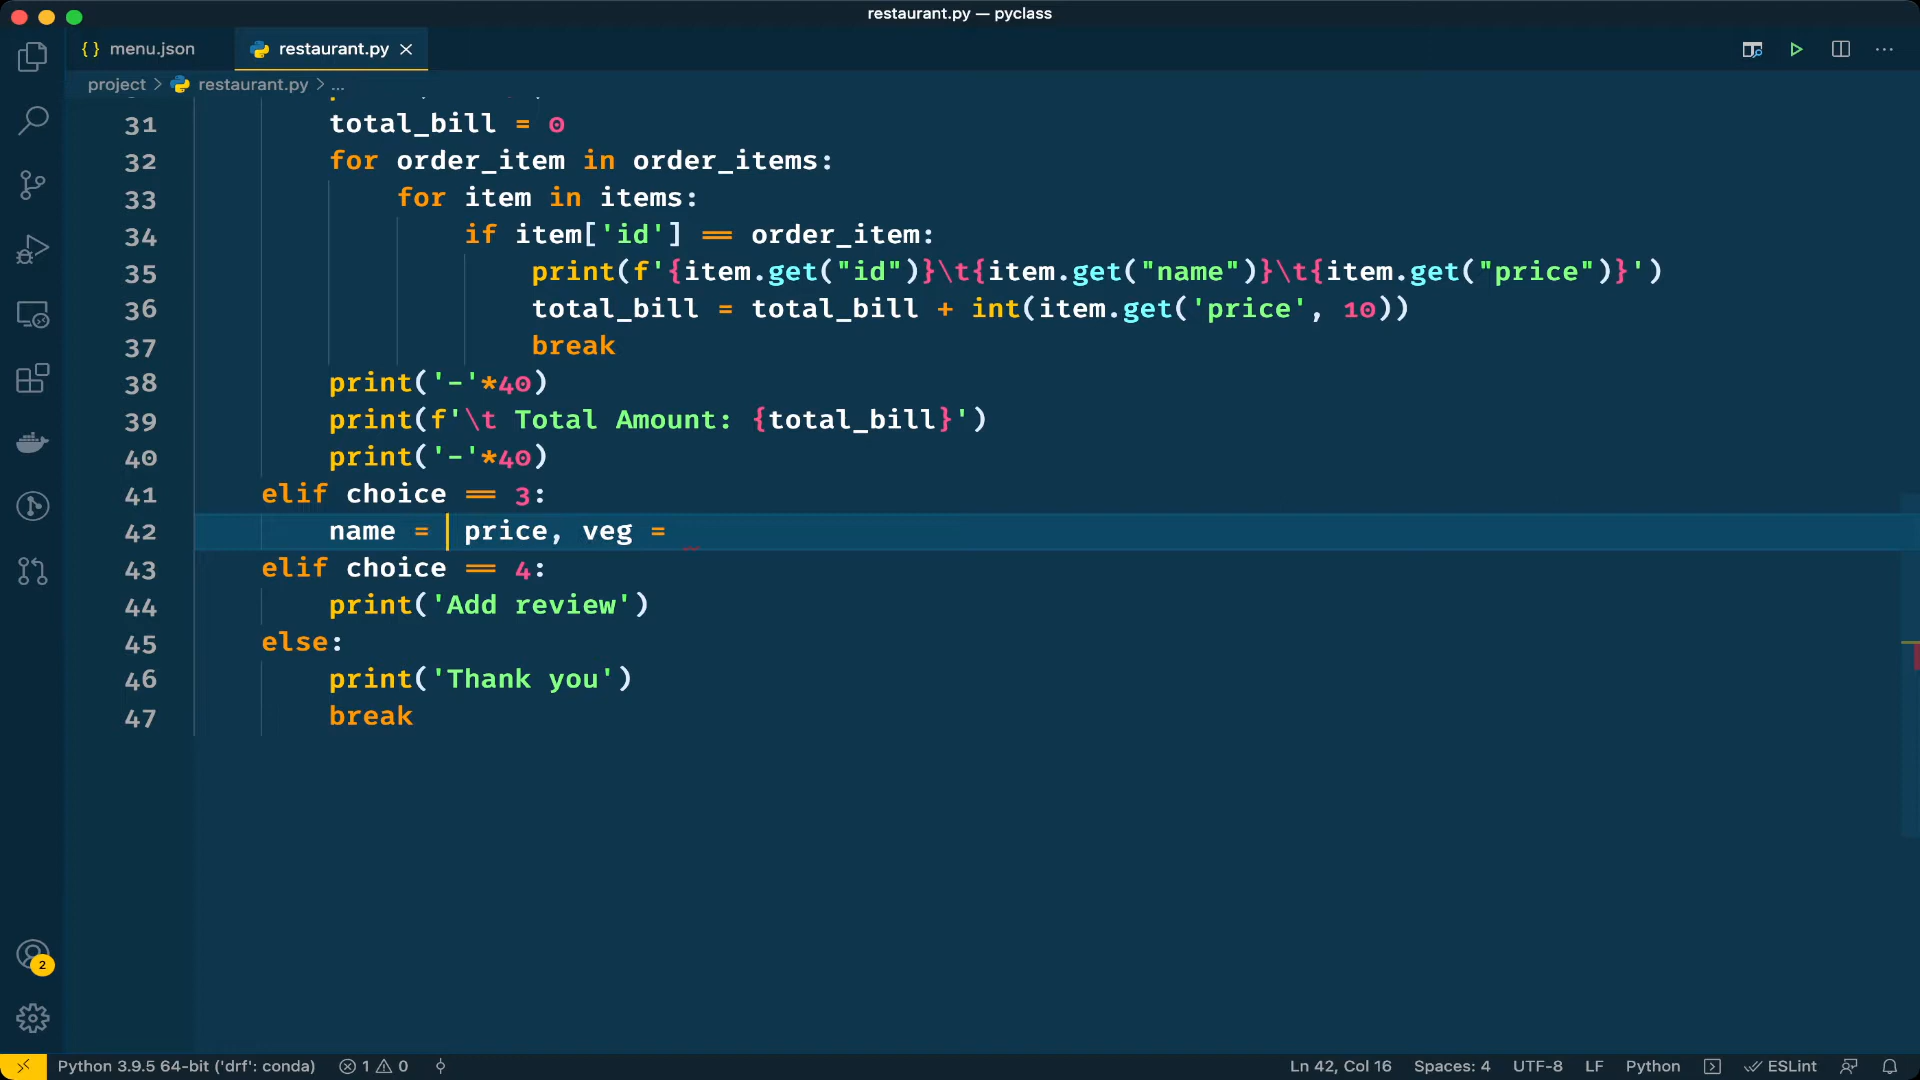 restaurant.py — pyclass
{} menu.json
restaurant.py ×
project > restaurant.py > ...
31 total_bill = 0
32 for order_item in order_items:
33 for item in items:
34 if item['id'] == order_item:
35 print(f'{item.get("id")}\t{item.get("name")}\t{item.get("price")}')
36 total_bill = total_bill + int(item.get('price', 10))
37 break
38 print('-'*40)
39 print(f'\t Total Amount: {total_bill}')
40 print('-'*40)
41 elif choice == 3:
42 name = price, veg =
43 elif choice == 4:
44 print('Add review')
45 else:
46 print('Thank you')
47 break
2
Python 3.9.5 64-bit ('drf': conda) 1 0 Ln 42, Col 16 Spaces: 4 UTF-8 LF Python ESLint